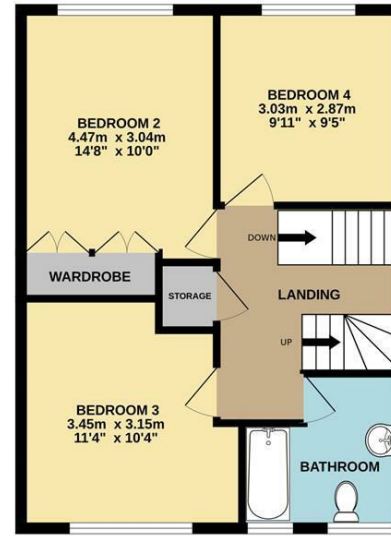 BEDROOM 2
4.47m x 3.04m
14'8" x 10'0"
BEDROOM 4
3.03m x 2.87m
9'11" x 9'5"
DOWN
WARDROBE
STORAGE
LANDING
UP
BEDROOM 3
3.45m x 3.15m
11'4" x 10'4"
BATHROOM